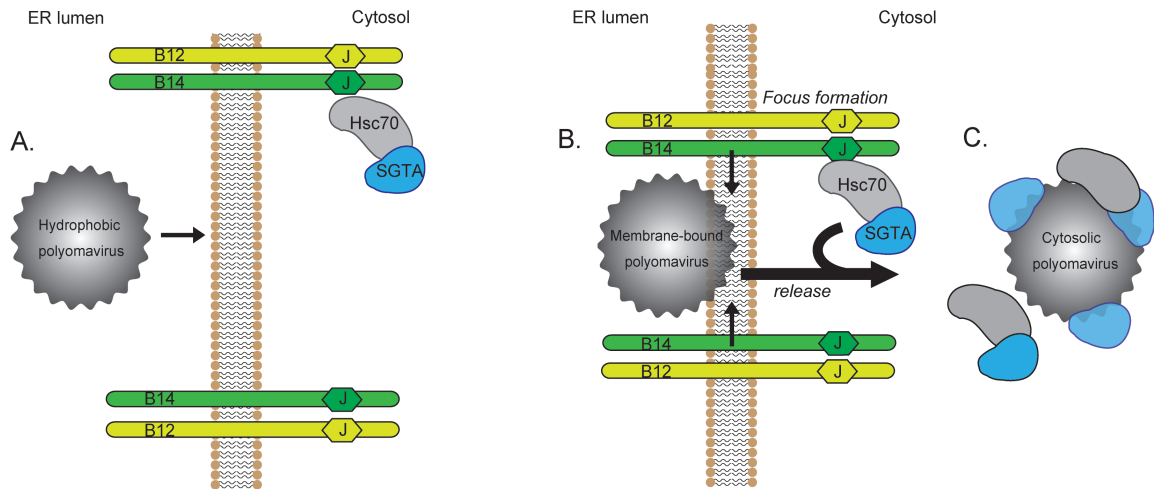 ER lumen
Cytosol
B12
J
B14
J
Hsc70
SGTA
A.
Hydrophobic
polyomavirus
B14
J
B12
J
ER lumen
Cytosol
Focus formation
B12
J
B14
J
B.
Hsc70
SGTA
Membrane-bound
polyomavirus
release
B14
J
B12
J
C.
Cytosolic
polyomavirus